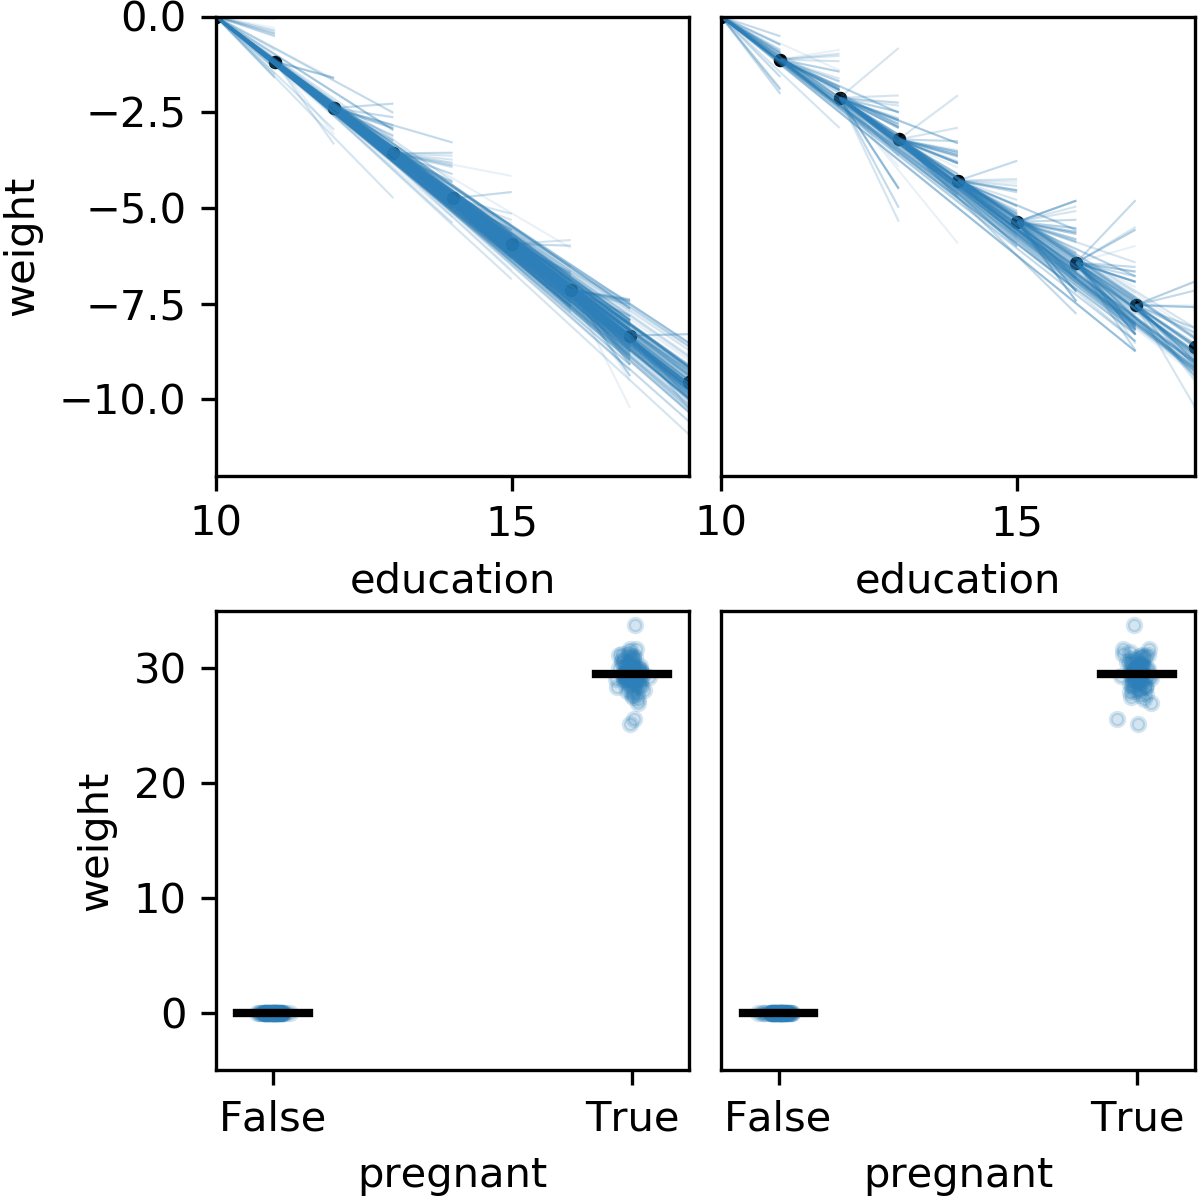 0.0
−2.5
−5.0
−7.5
−10.0
weight
10 15
10 15
education education
30
20
10
0
weight
False True
False True
pregnant pregnant